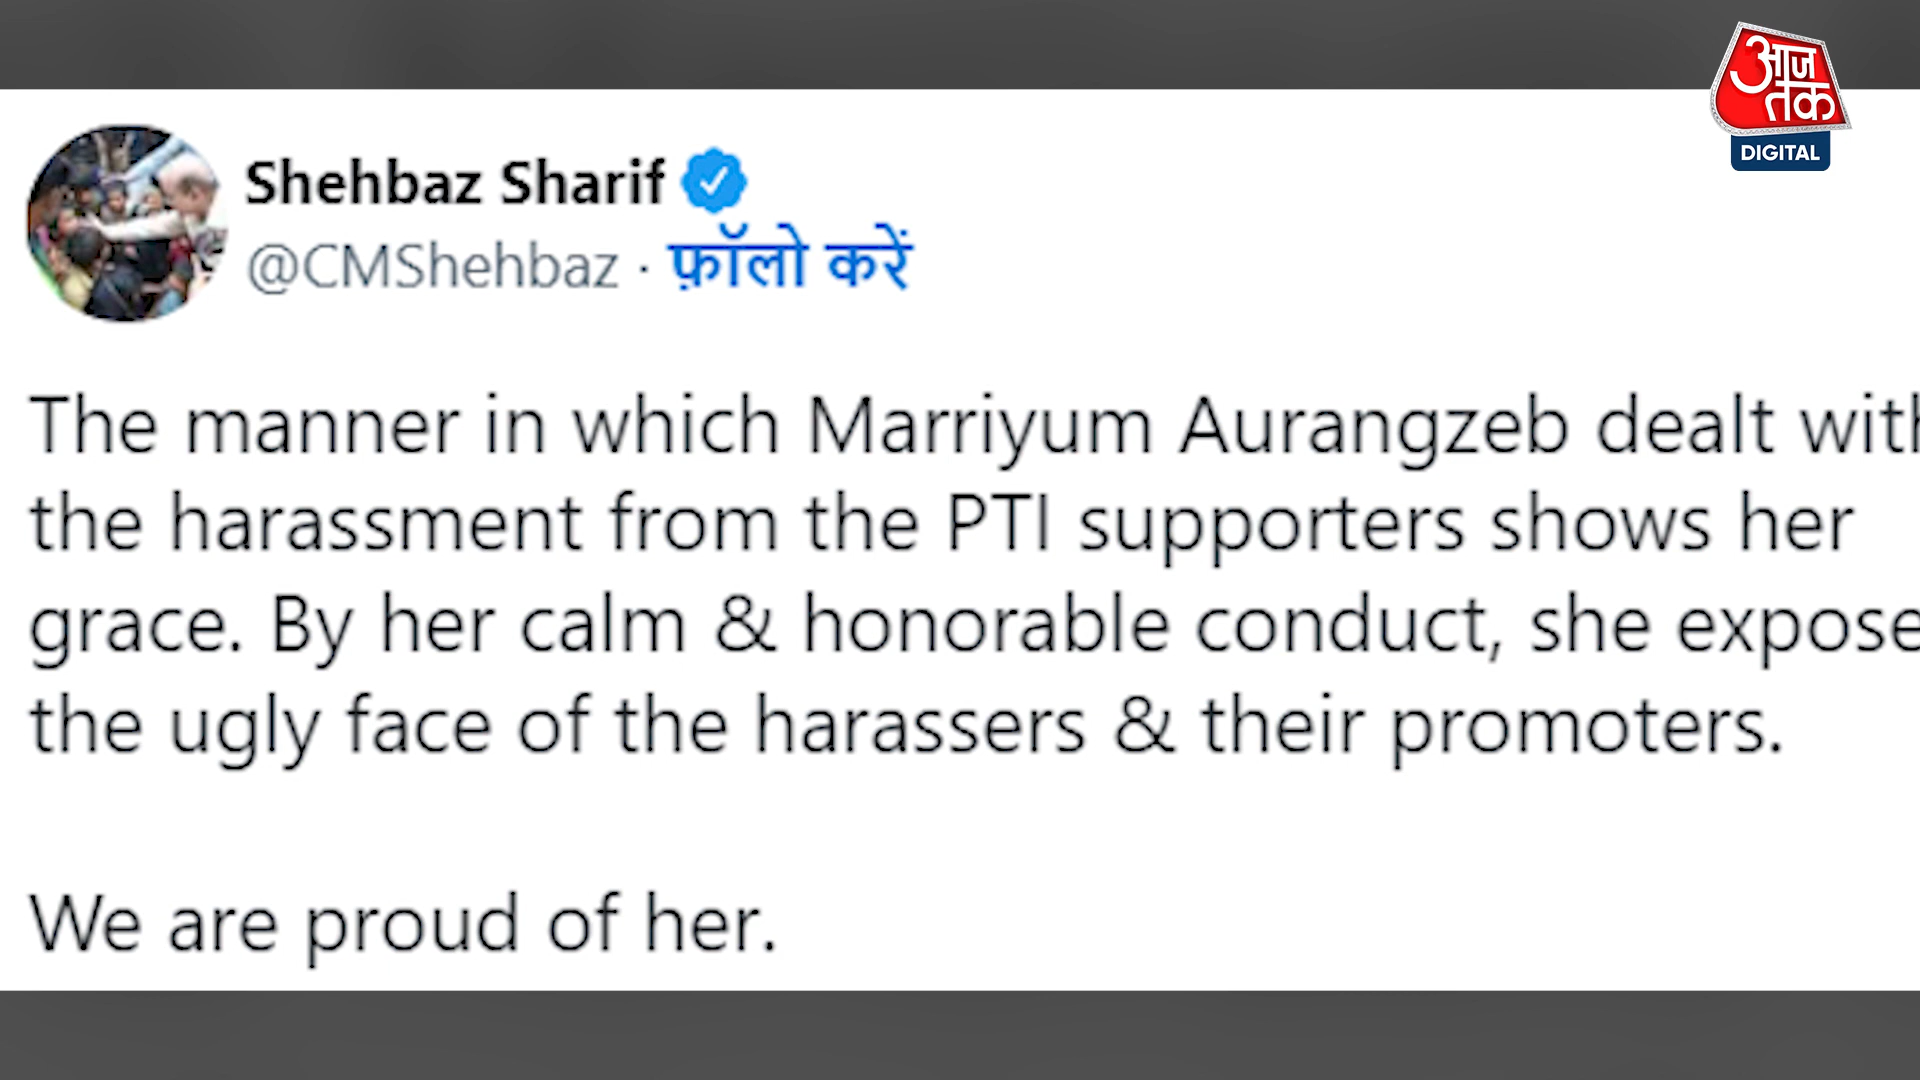 आज
तक
DIGITAL
Shehbaz Sharif
@CMShehbaz · फ़ॉलो करें
The manner in which Marriyum Aurangzeb dealt with
the harassment from the PTI supporters shows her
grace. By her calm & honorable conduct, she expose
the ugly face of the harassers & their promoters.
We are proud of her.